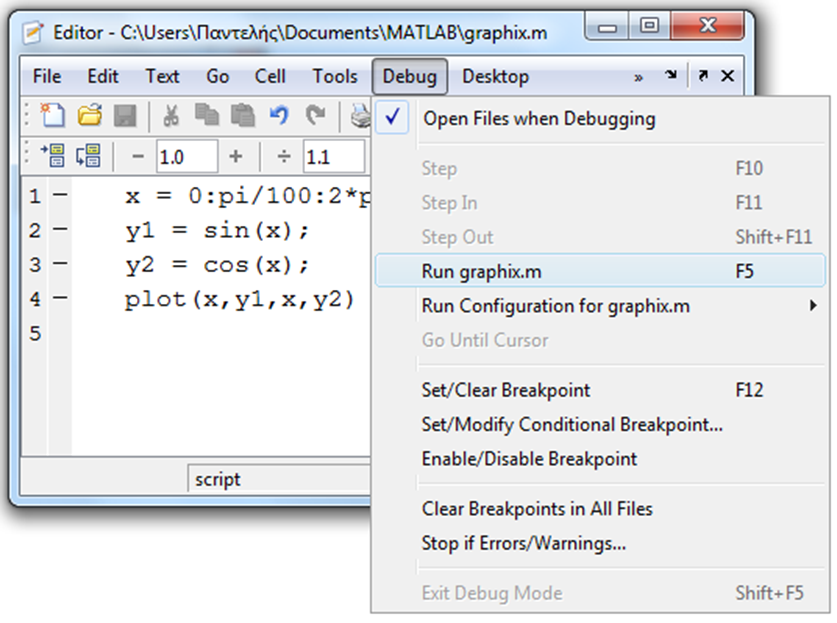 Editor - C:\Users\Παντελής\Documents\MATLAB\graphix.m
File Edit Text Go Cell Tools Debug Desktop »
− 1.0 + ÷ 1.1
1 − x = 0:pi/100:2*p
2 − y1 = sin(x);
3 − y2 = cos(x);
4 − plot(x,y1,x,y2)
5
script
Open Files when Debugging
Step F10
Step In F11
Step Out Shift+F11
Run graphix.m F5
Run Configuration for graphix.m
Go Until Cursor
Set/Clear Breakpoint F12
Set/Modify Conditional Breakpoint...
Enable/Disable Breakpoint
Clear Breakpoints in All Files
Stop if Errors/Warnings...
Exit Debug Mode Shift+F5